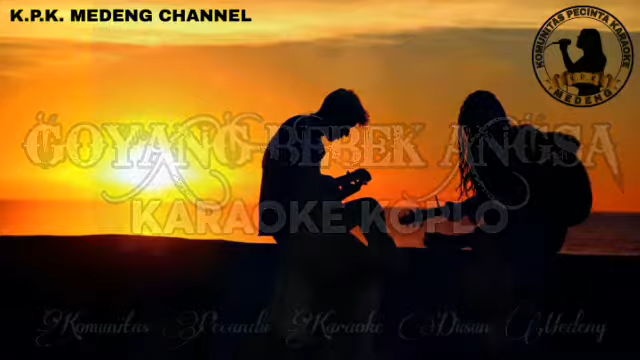 K.P.K. MEDENG CHANNEL
KOMUNITAS PECINTA KARAOKE
K.P.K
MEDENG
GOYANG BEBEK ANGSA
KARAOKE KOPLO
Komunitas Pecandu Karaoke Dusun Medeng